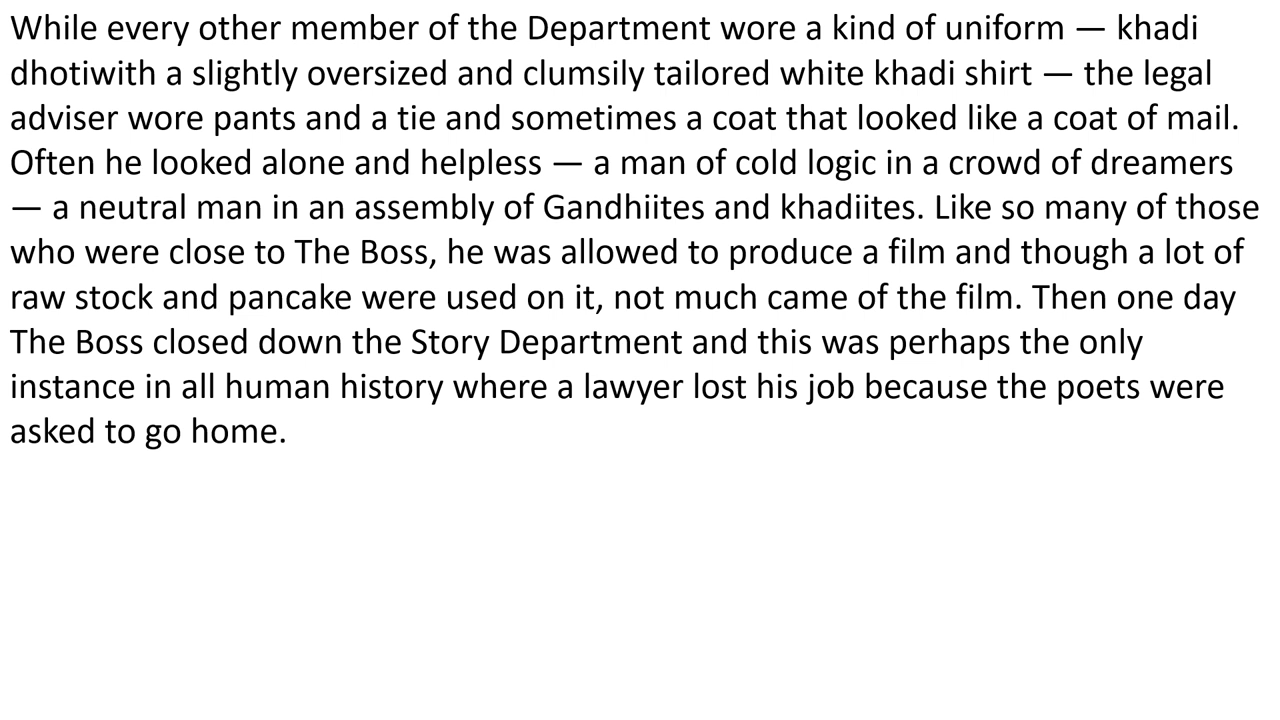 While every other member of the Department wore a kind of uniform — khadi
dhotiwith a slightly oversized and clumsily tailored white khadi shirt — the legal
adviser wore pants and a tie and sometimes a coat that looked like a coat of mail.
Often he looked alone and helpless — a man of cold logic in a crowd of dreamers
— a neutral man in an assembly of Gandhiites and khadiites. Like so many of those
who were close to The Boss, he was allowed to produce a film and though a lot of
raw stock and pancake were used on it, not much came of the film. Then one day
The Boss closed down the Story Department and this was perhaps the only
instance in all human history where a lawyer lost his job because the poets were
asked to go home.